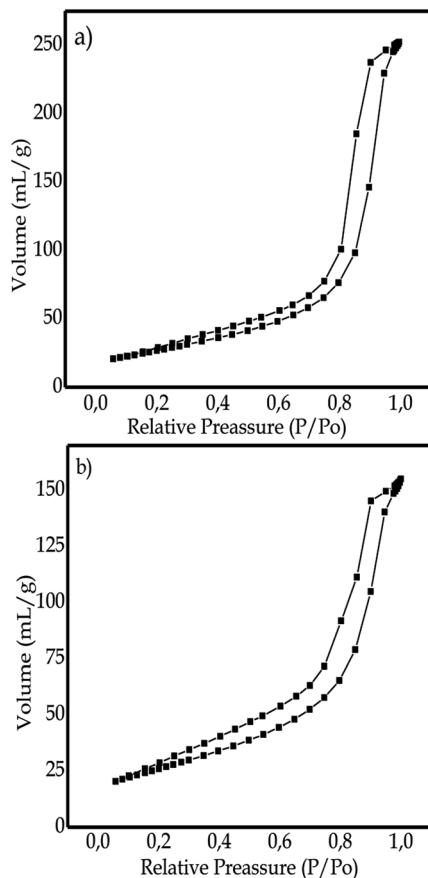 a)
250
200
150
100
50
0
Volume (mL/g)
0,0 0,2 0,4 0,6 0,8 1,0
Relative Preassure (P/Po)
b)
150
125
100
75
50
25
0
Volume (mL/g)
0,0 0,2 0,4 0,6 0,8 1,0
Relative Preassure (P/Po)